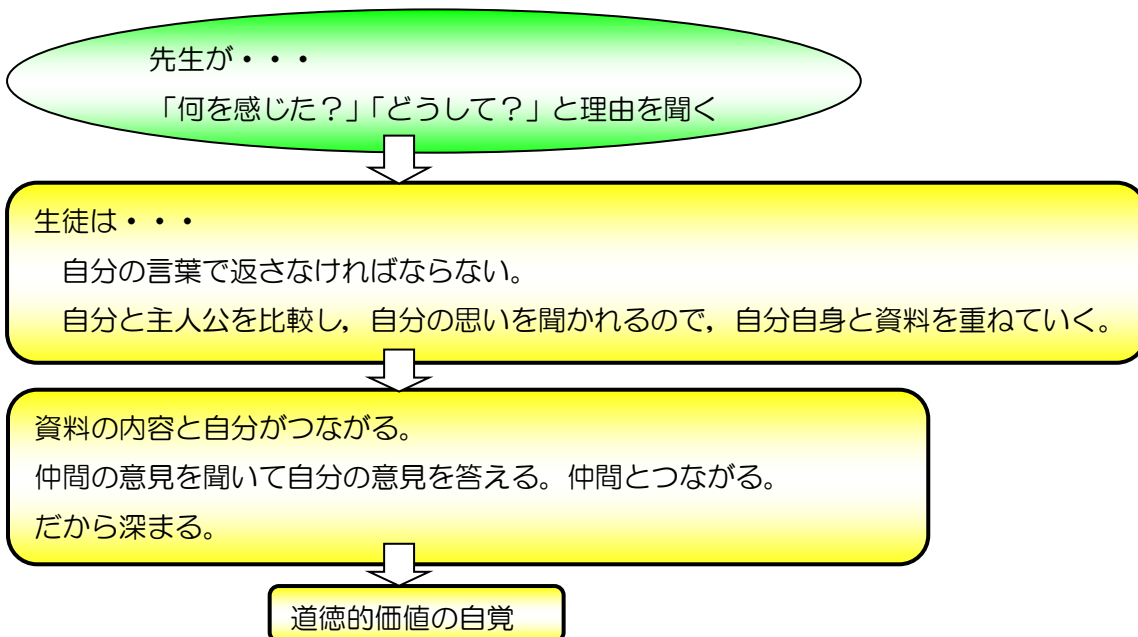 先生が・・・
「何を感じた？」「どうして？」と理由を聞く
生徒は・・・
自分の言葉で返さなければならない。
自分と主人公を比較し，自分の思いを聞かれるので，自分自身と資料を重ねていく。
資料の内容と自分がつながる。
仲間の意見を聞いて自分の意見を答える。仲間とつながる。
だから深まる。
道徳的価値の自覚